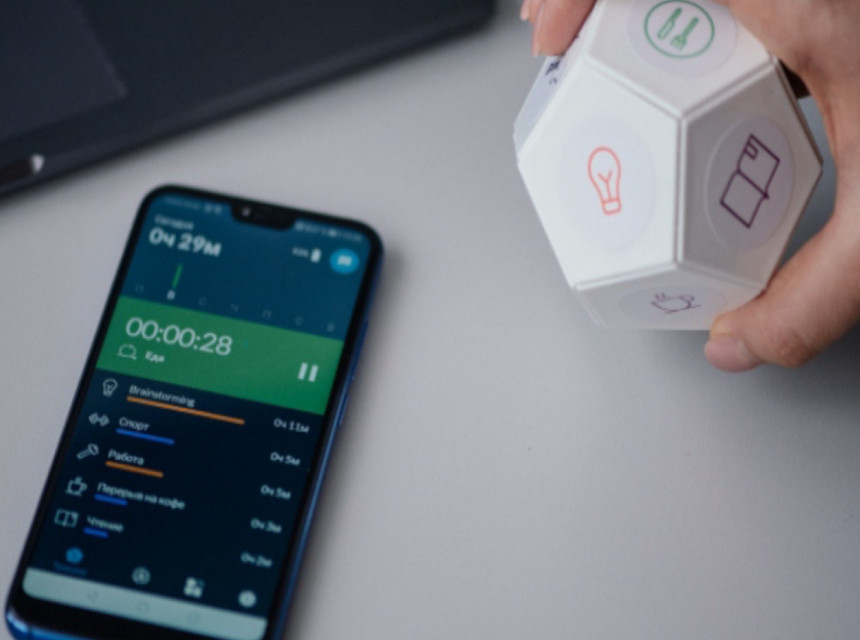 Сегодня
0ч 29м
П В С Ч П С В
00:00:28
Еда
Brainstorming 0ч 11м
Спорт 0ч 5м
Работа 0ч 5м
Перерыв на кофе 0ч 3м
Чтение 0ч 2м